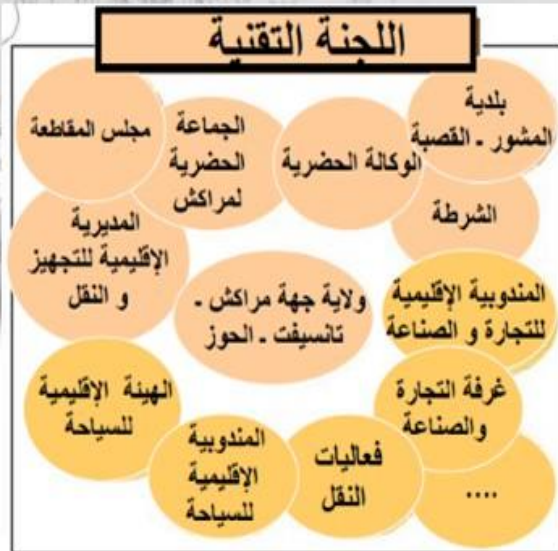 اللجنة التقنية
بلدية
المشور ـ القصبة
الوكالة الحضرية
الجماعة
الحضرية
لمراكش
مجلس المقاطعة
الشرطة
المديرية
الإقليمية للتجهيز
و النقل
ولاية جهة مراكش ـ
تانسيفت ـ الحوز
المندوبية الإقليمية
للتجارة و الصناعة
غرفة التجارة
والصناعة
الهيئة الإقليمية
للسياحة
المندوبية
الإقليمية
للسياحة
فعاليات
النقل
....